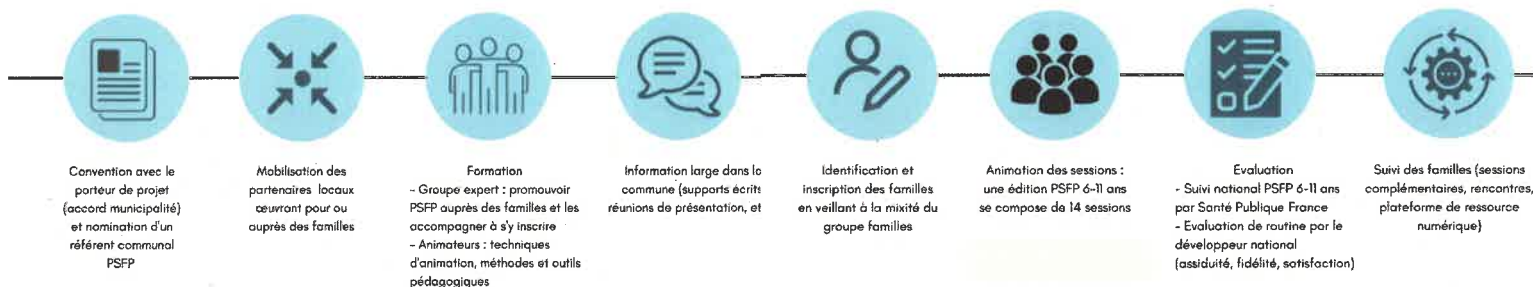 Convention avec le
porteur de projet
(accord municipalité)
et nomination d'un
référent communal
PSFP
Mobilisation des
partenaires locaux
œuvrant pour ou
auprès des familles
Formation
- Groupe expert : promouvoir
PSFP auprès des familles et les
accompagner à s'y inscrire
- Animateurs : techniques
d'animation, méthodes et outils
pédagogiques
Information large dans la
commune (supports écrits
réunions de présentation, et
Identification et
inscription des familles
en veillant à la mixité du
groupe familles
Animation des sessions :
une édition PSFP 6-11 ans
se compose de 14 sessions
Evaluation
- Suivi national PSFP 6-11 ans
par Santé Publique France
- Evaluation de routine par le
développeur national
(assiduité, fidélité, satisfaction)
Suivi des familles (sessions
complémentaires, rencontres,
plateforme de ressource
numérique)